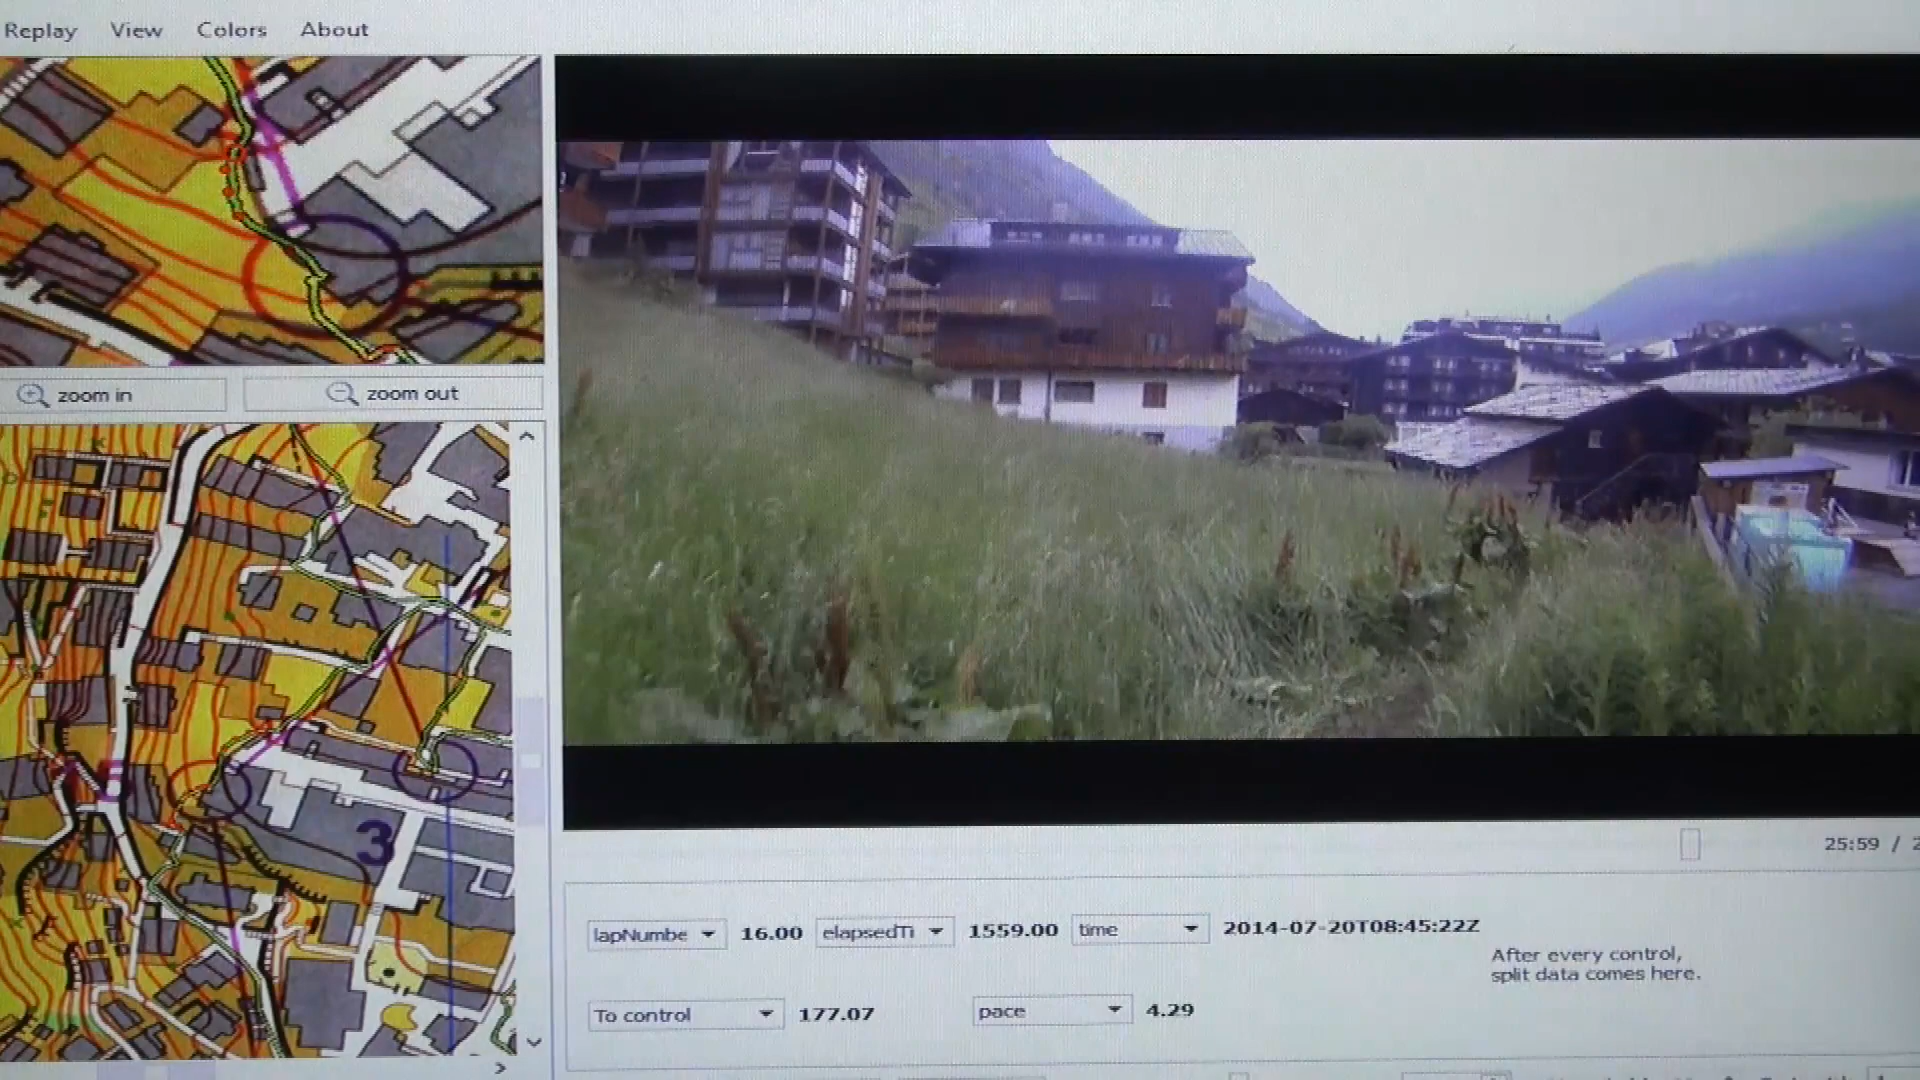 Replay View Colors About
zoom in zoom out
3
25:59 /
lapNumbe 16.00 elapsedTi 1559.00 time 2014-07-20T08:45:22Z
After every control,
split data comes here.
To control 177.07 pace 4.29